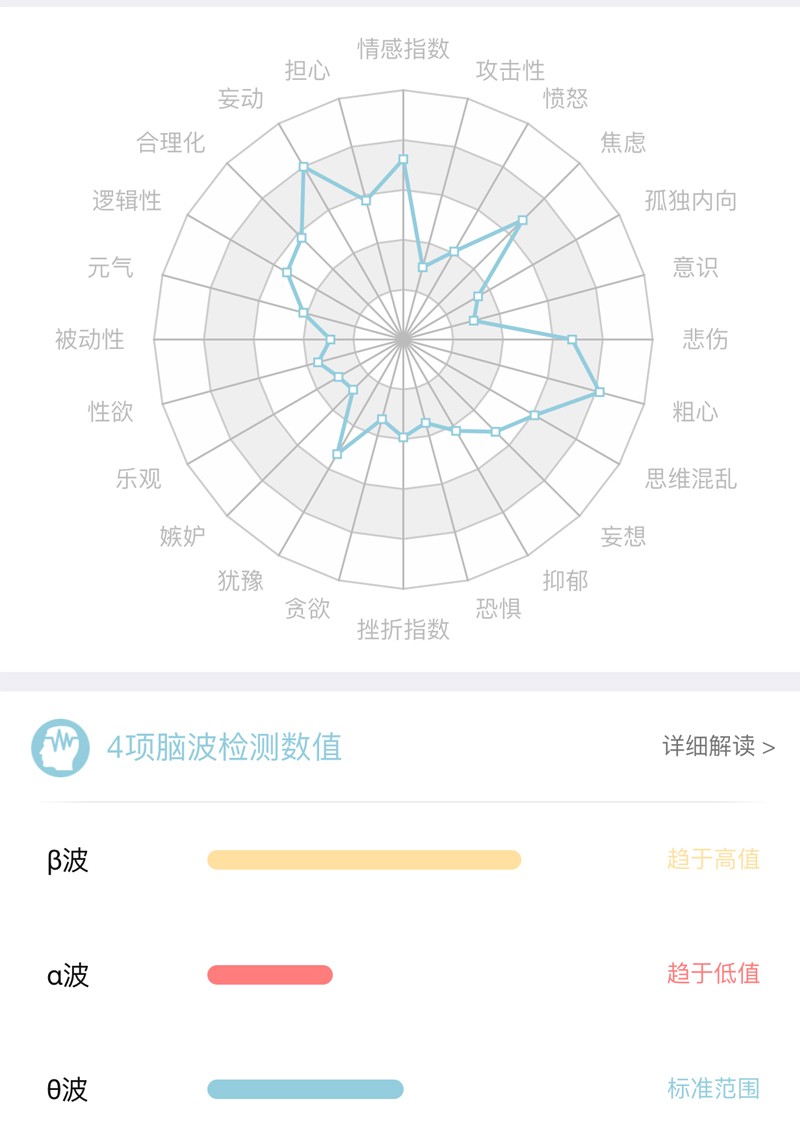 情感指数
担心
攻击性
妄动
愤怒
合理化
焦虑
逻辑性
孤独内向
元气
意识
被动性
悲伤
性欲
粗心
乐观
思维混乱
嫉妒
妄想
犹豫
抑郁
贪欲
恐惧
挫折指数
4项脑波检测数值
详细解读 >
β波
趋于高值
α波
趋于低值
θ波
标准范围